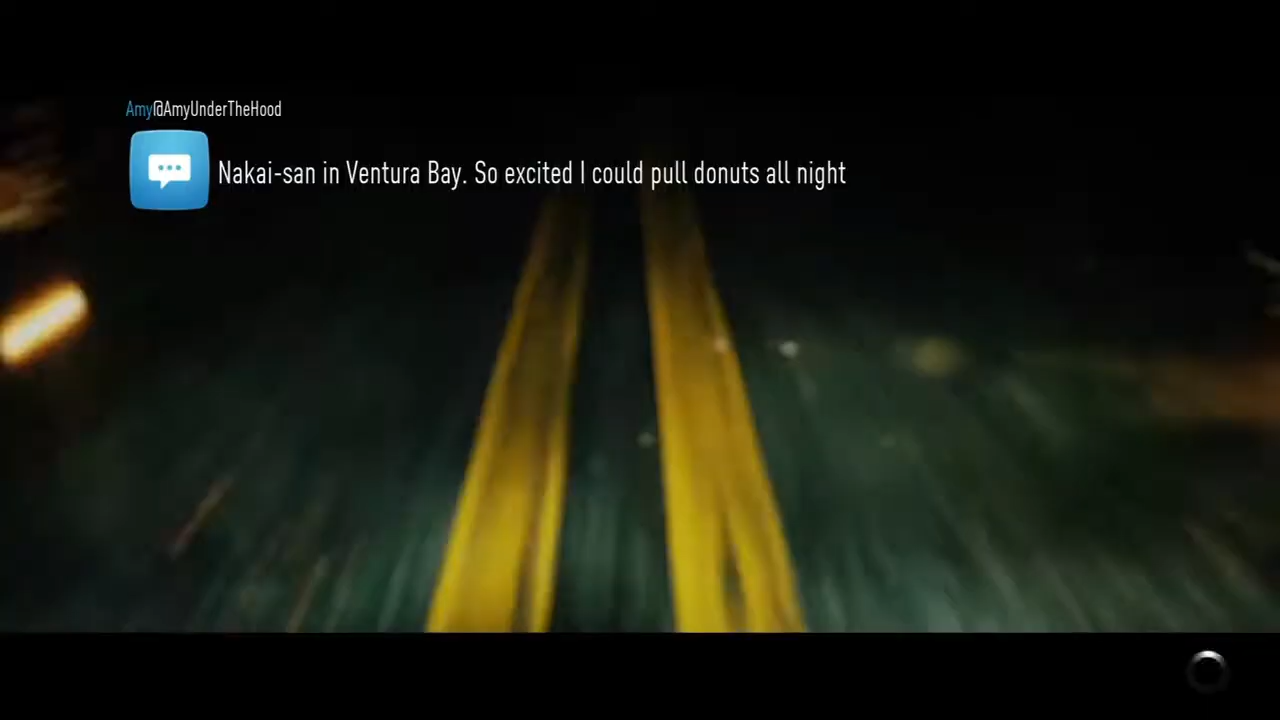 Amy@AmyUnderTheHood
Nakai-san in Ventura Bay. So excited I could pull donuts all night